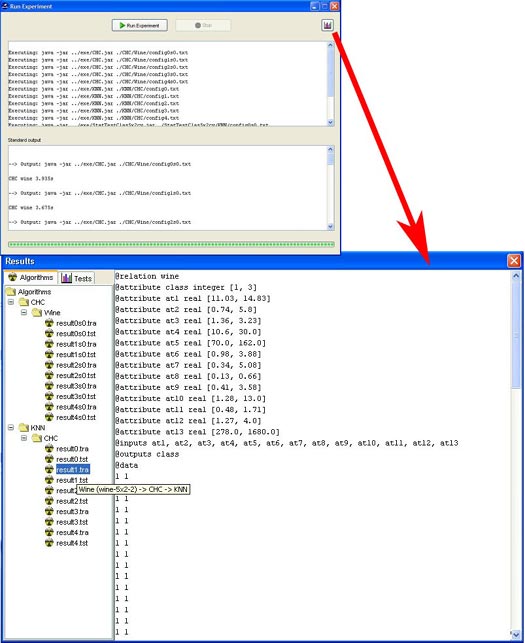 Run Experiment
Run Experiment
Stop
Executing: java -jar ../exe/CHC.jar ./CHC/Wine/config0s0.txt
Executing: java -jar ../exe/CHC.jar ./CHC/Wine/config1s0.txt
Executing: java -jar ../exe/CHC.jar ./CHC/Wine/config2s0.txt
Executing: java -jar ../exe/CHC.jar ./CHC/Wine/config3s0.txt
Executing: java -jar ../exe/CHC.jar ./CHC/Wine/config4s0.txt
Executing: java -jar ../exe/KNN.jar ./KNN/CHC/config0.txt
Executing: java -jar ../exe/KNN.jar ./KNN/CHC/config1.txt
Executing: java -jar ../exe/KNN.jar ./KNN/CHC/config2.txt
Executing: java -jar ../exe/KNN.jar ./KNN/CHC/config3.txt
Executing: java -jar ../exe/KNN.jar ./KNN/CHC/config4.txt
Executing: java -jar ../exe/StatTestClas5x2cv.jar ./StatTestClas5x2cv/KNN/config0s0.txt
Standard output
--> Output: java -jar ../exe/CHC.jar ./CHC/Wine/config0s0.txt
CHC wine 3.935s
--> Output: java -jar ../exe/CHC.jar ./CHC/Wine/config1s0.txt
CHC wine 3.675s
--> Output: java -jar ../exe/CHC.jar ./CHC/Wine/config2s0.txt
Results
Algorithms
Tests
Algorithms
CHC
Wine
result0s0.tra
result0s0.tst
result1s0.tra
result1s0.tst
result2s0.tra
result2s0.tst
result3s0.tra
result3s0.tst
result4s0.tra
result4s0.tst
KNN
CHC
result0.tra
result0.tst
result1.tra
result1.tst
result2
Wine (wine-5x2-2) -> CHC -> KNN
result2.tst
result3.tra
result3.tst
result4.tra
result4.tst
@relation wine
@attribute class integer [1, 3]
@attribute at1 real [11.03, 14.83]
@attribute at2 real [0.74, 5.8]
@attribute at3 real [1.36, 3.23]
@attribute at4 real [10.6, 30.0]
@attribute at5 real [70.0, 162.0]
@attribute at6 real [0.98, 3.88]
@attribute at7 real [0.34, 5.08]
@attribute at8 real [0.13, 0.66]
@attribute at9 real [0.41, 3.58]
@attribute at10 real [1.28, 13.0]
@attribute at11 real [0.48, 1.71]
@attribute at12 real [1.27, 4.0]
@attribute at13 real [278.0, 1680.0]
@inputs at1, at2, at3, at4, at5, at6, at7, at8, at9, at10, at11, at12, at13
@outputs class
@data
1 1
1 1
1 1
1 1
1 1
1 1
1 1
1 1
1 1
1 1
1 1
1 1
1 1
1 1